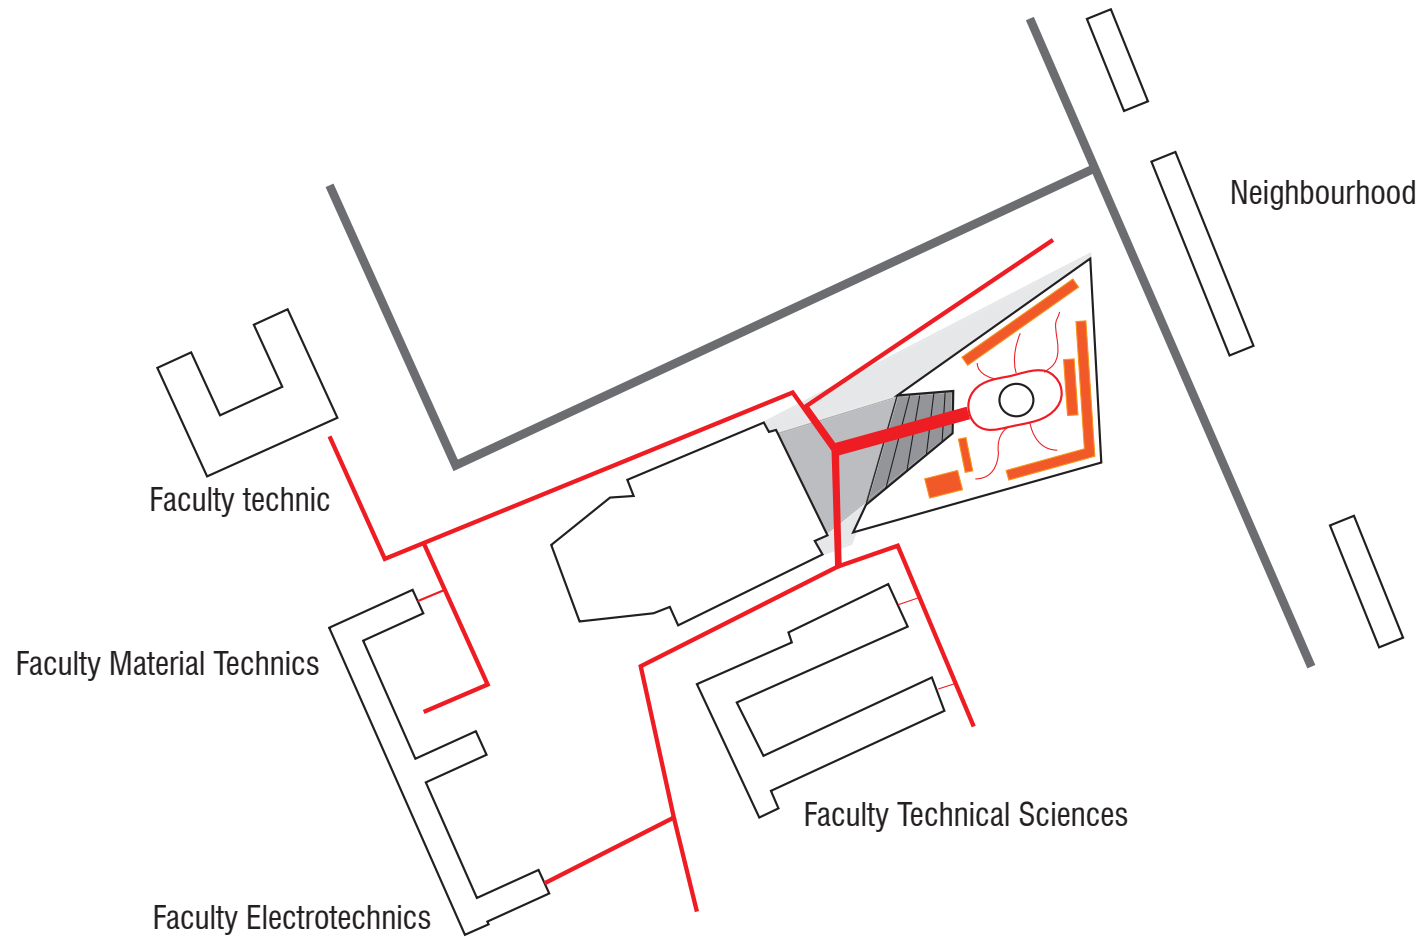 Neighbourhood
Faculty technic
Faculty Material Technics
Faculty Technical Sciences
Faculty Electrotechnics